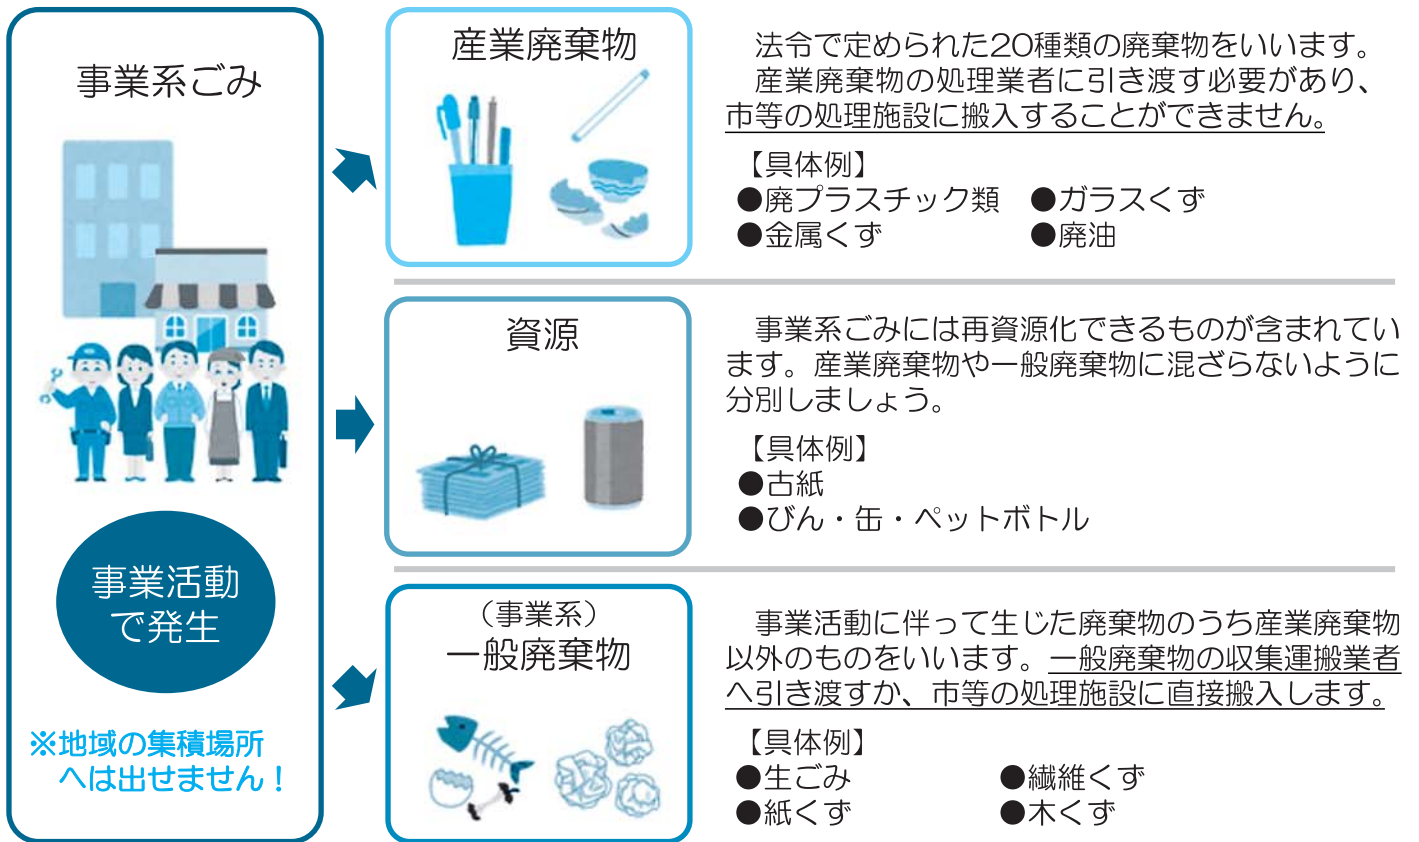 事業系ごみ
事業活動
で発生
※地域の集積場所
へは出せません！
産業廃棄物
法令で定められた20種類の廃棄物をいいます。
産業廃棄物の処理業者に引き渡す必要があり、
市等の処理施設に搬入することができません。
【具体例】
●廃プラスチック類　●ガラスくず
●金属くず　●廃油
資源
事業系ごみには再資源化できるものが含まれてい
ます。産業廃棄物や一般廃棄物に混ざらないように
分別しましょう。
【具体例】
●古紙
●びん・缶・ペットボトル
（事業系）
一般廃棄物
事業活動に伴って生じた廃棄物のうち産業廃棄物
以外のものをいいます。一般廃棄物の収集運搬業者
へ引き渡すか、市等の処理施設に直接搬入します。
【具体例】
●生ごみ　●繊維くず
●紙くず　●木くず